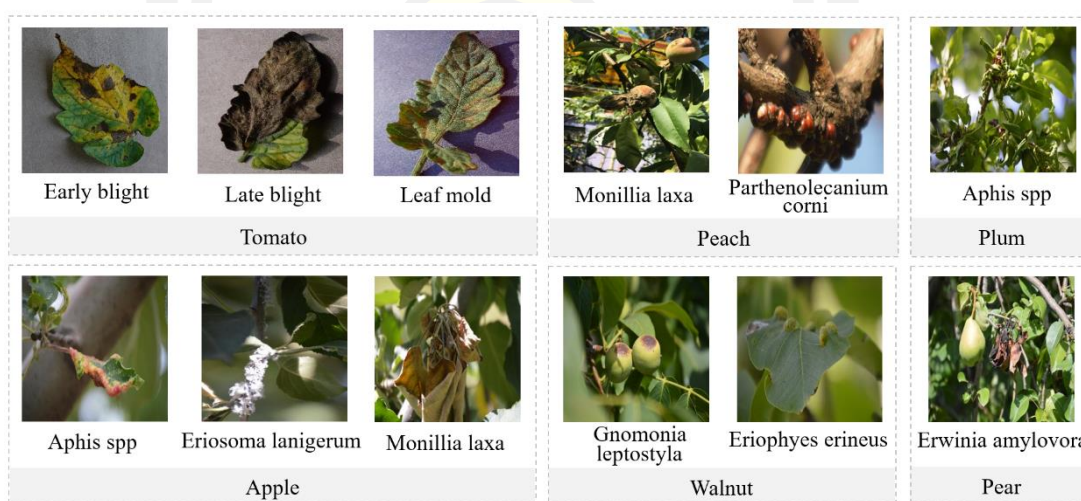 Early blight
Late blight
Leaf mold
Tomato
Monillia laxa
Parthenolecanium
corni
Peach
Aphis spp
Plum
Aphis spp
Eriosoma lanigerum
Monillia laxa
Apple
Gnomonia
leptostyla
Eriophyes erineus
Walnut
Erwinia amylovora
Pear